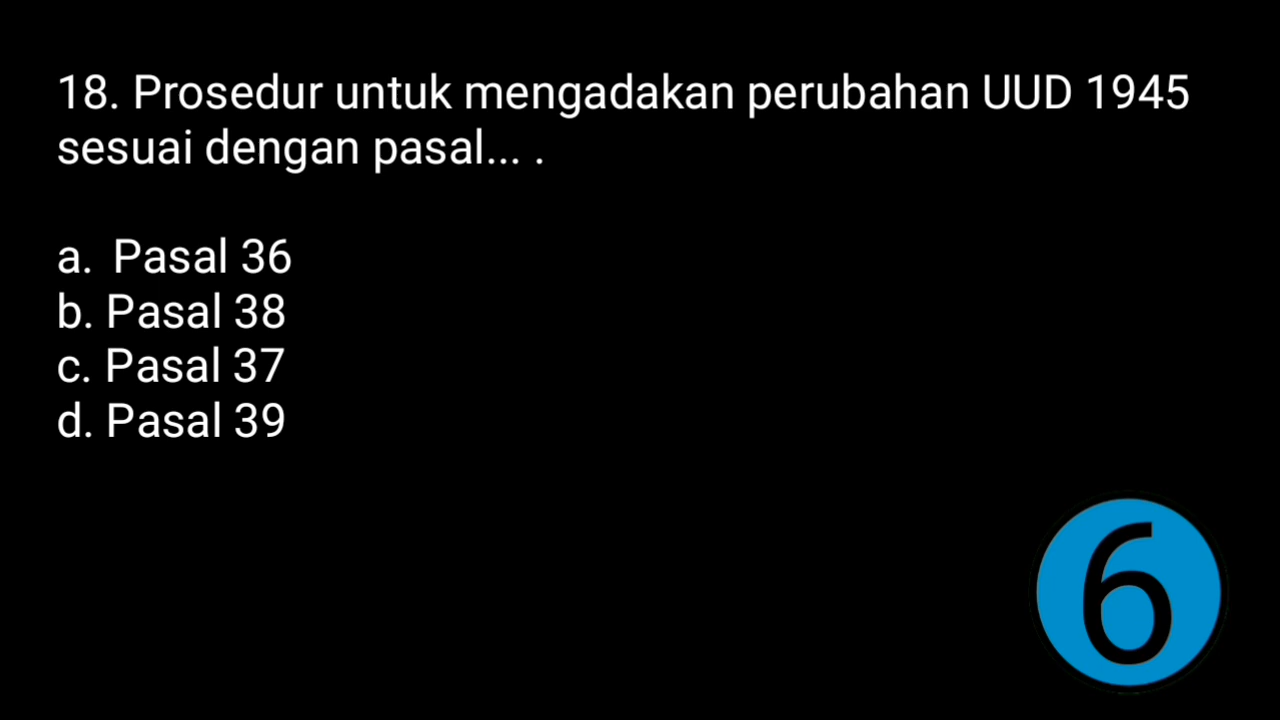 18. Prosedur untuk mengadakan perubahan UUD 1945
sesuai dengan pasal... .
a. Pasal 36
b. Pasal 38
c. Pasal 37
d. Pasal 39
6